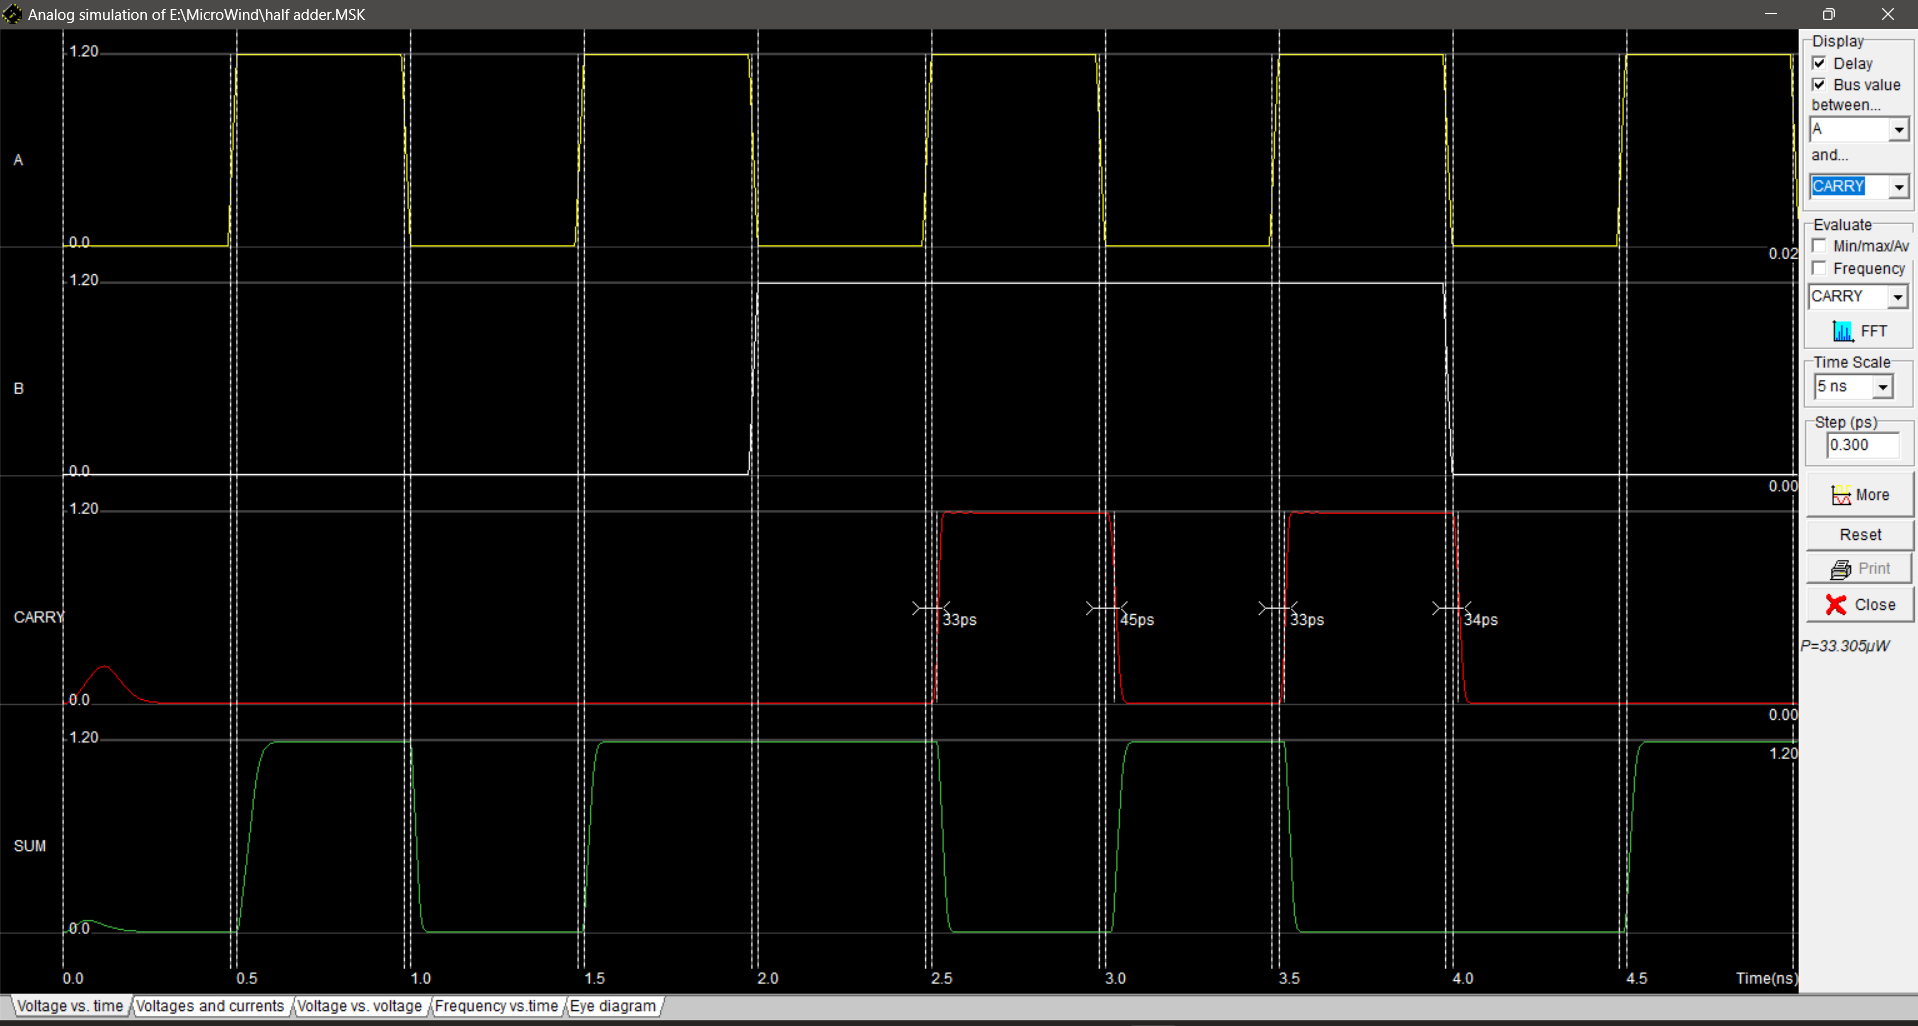 Analog simulation of E:\MicroWind\half adder.MSK
1.20
A
0.0
0.02
1.20
B
0.0
0.00
1.20
CARRY
33ps
45ps
33ps
34ps
0.0
0.00
1.20
1.20
SUM
0.0
0.0 0.5 1.0 1.5 2.0 2.5 3.0 3.5 4.0 4.5 Time(ns)
Voltage vs. time Voltages and currents Voltage vs. voltage Frequency vs.time Eye diagram
Display
Delay
Bus value
between...
A
and...
CARRY
Evaluate
Min/max/Av
Frequency
CARRY
FFT
Time Scale
5 ns
Step (ps)
0.300
More
Reset
Print
Close
P=33.305µW